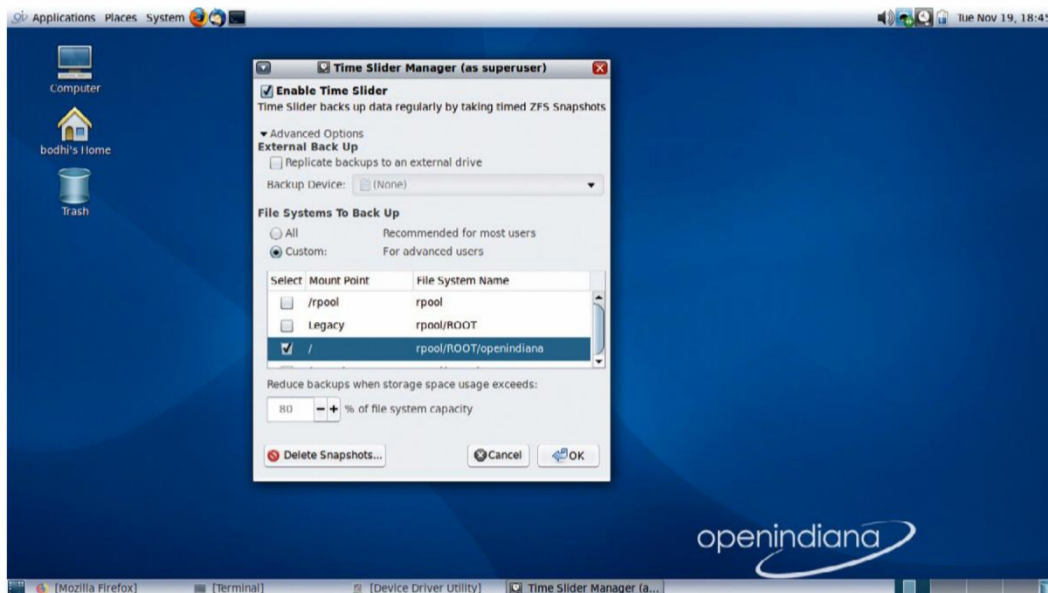 Applications Places System
Tue Nov 19, 18:45
Computer
bodhi's Home
Trash
Time Slider Manager (as superuser)
Enable Time Slider
Time Slider backs up data regularly by taking timed ZFS Snapshots
Advanced Options
External Back Up
Replicate backups to an external drive
Backup Device: (None)
File Systems To Back Up
All Recommended for most users
Custom: For advanced users
Select Mount Point File System Name
/rpool rpool
Legacy rpool/ROOT
/ rpool/ROOT/openindiana
Reduce backups when storage space usage exceeds:
80 % of file system capacity
Delete Snapshots... Cancel OK
openindiana
[Mozilla Firefox] [Terminal] [Device Driver Utility] Time Slider Manager (a...